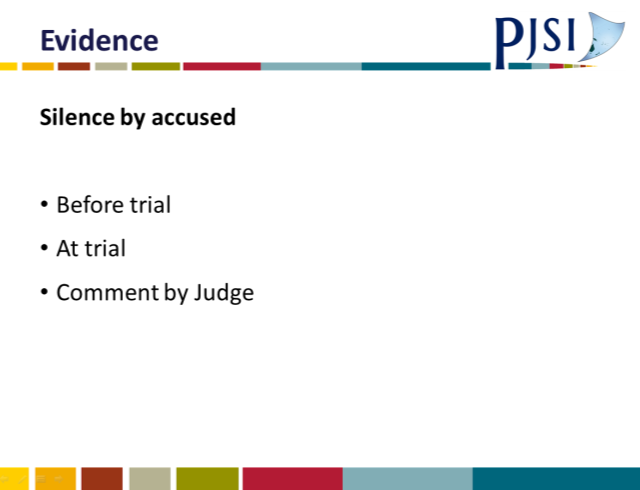 Evidence
PJSI
Silence by accused
• Before trial
• At trial
• Comment by Judge